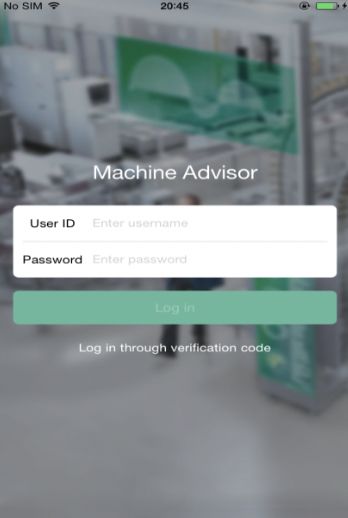 No SIM 20:45
Machine Advisor
User ID Enter username
Password Enter password
Log in
Log in through verification code